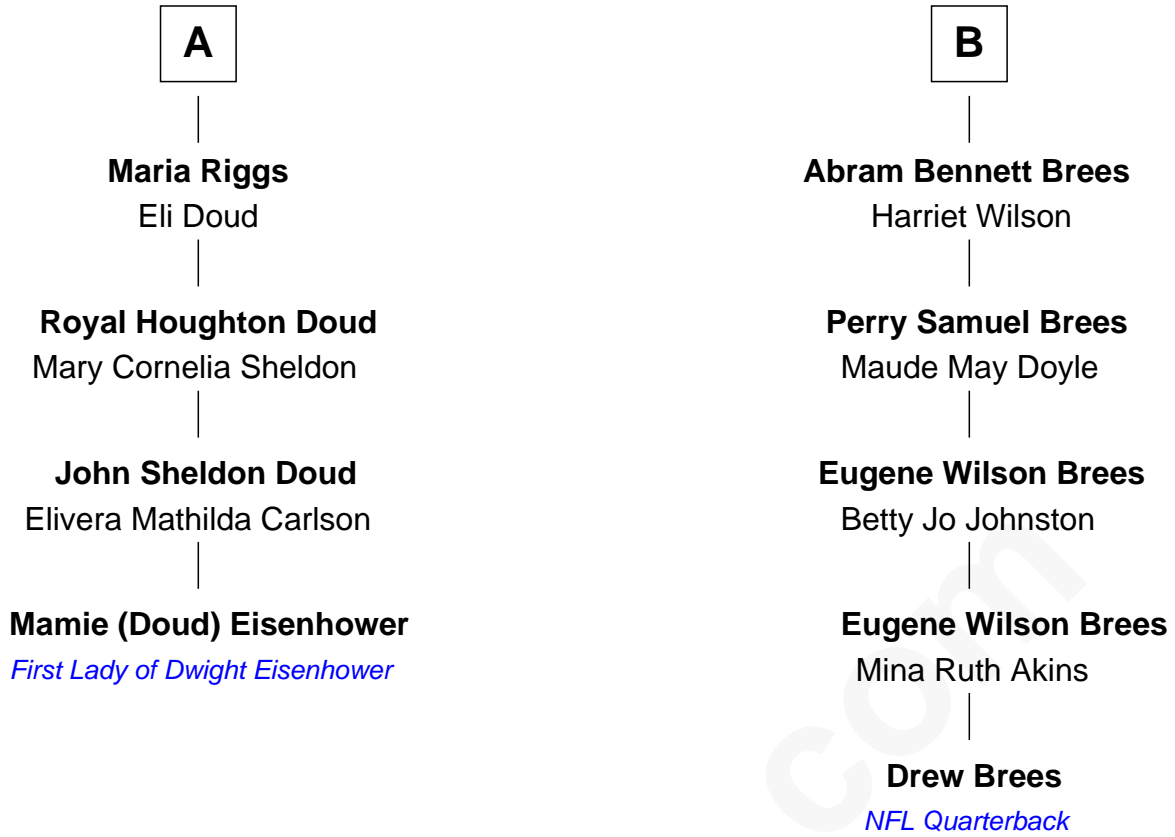 A
Maria Riggs
Eli Doud
Royal Houghton Doud
Mary Cornelia Sheldon
John Sheldon Doud
Elivera Mathilda Carlson
Mamie (Doud) Eisenhower
First Lady of Dwight Eisenhower
B
Abram Bennett Brees
Harriet Wilson
Perry Samuel Brees
Maude May Doyle
Eugene Wilson Brees
Betty Jo Johnston
Eugene Wilson Brees
Mina Ruth Akins
Drew Brees
NFL Quarterback
com